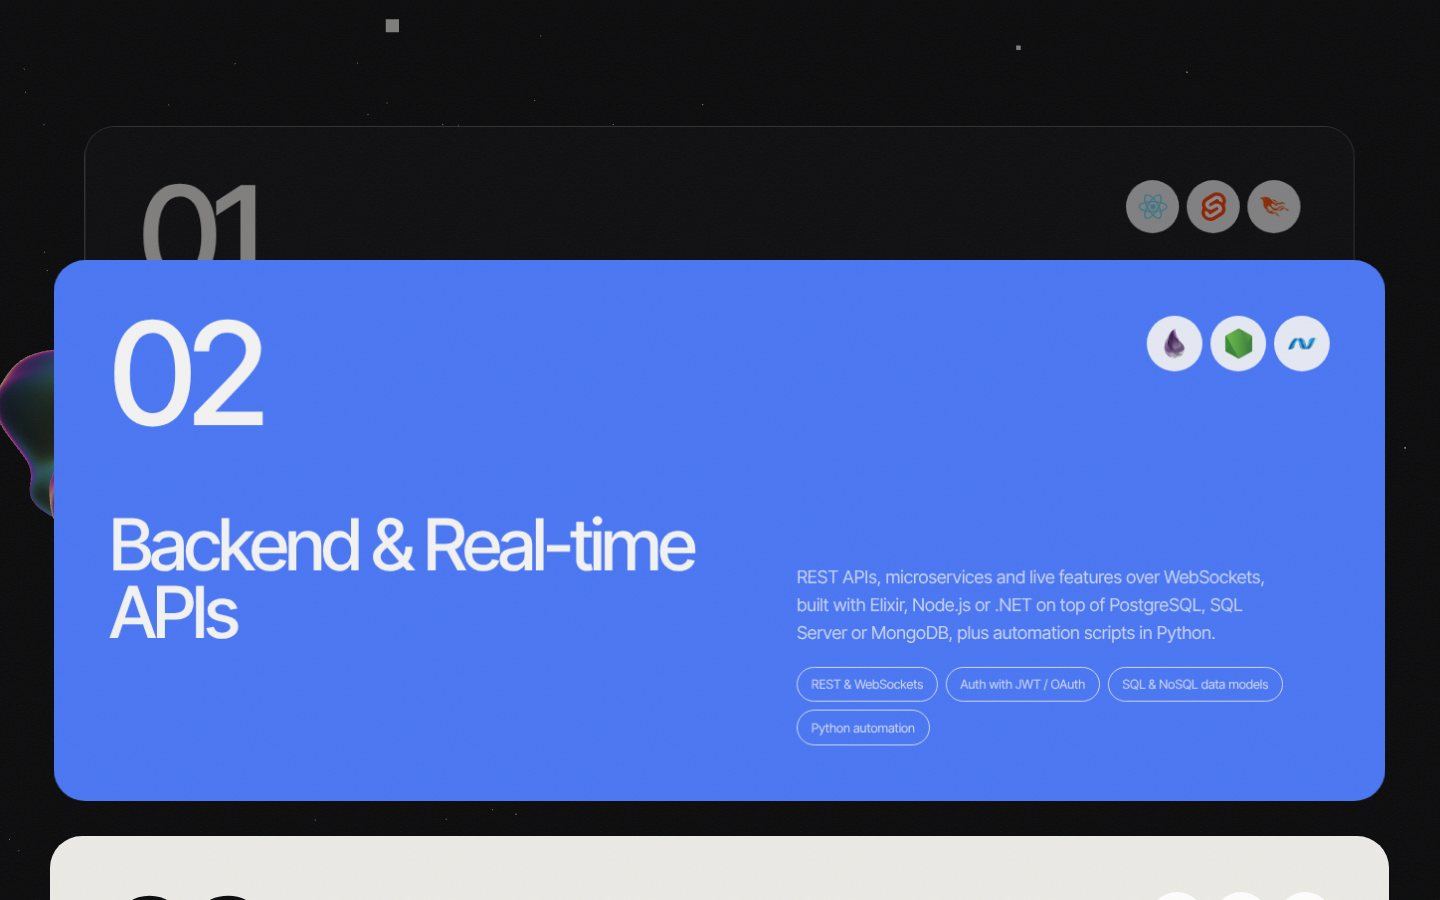 01
02
Backend & Real-time
APIs
REST APIs, microservices and live features over WebSockets,
built with Elixir, Node.js or .NET on top of PostgreSQL, SQL
Server or MongoDB, plus automation scripts in Python.
REST & WebSockets
Auth with JWT / OAuth
SQL & NoSQL data models
Python automation